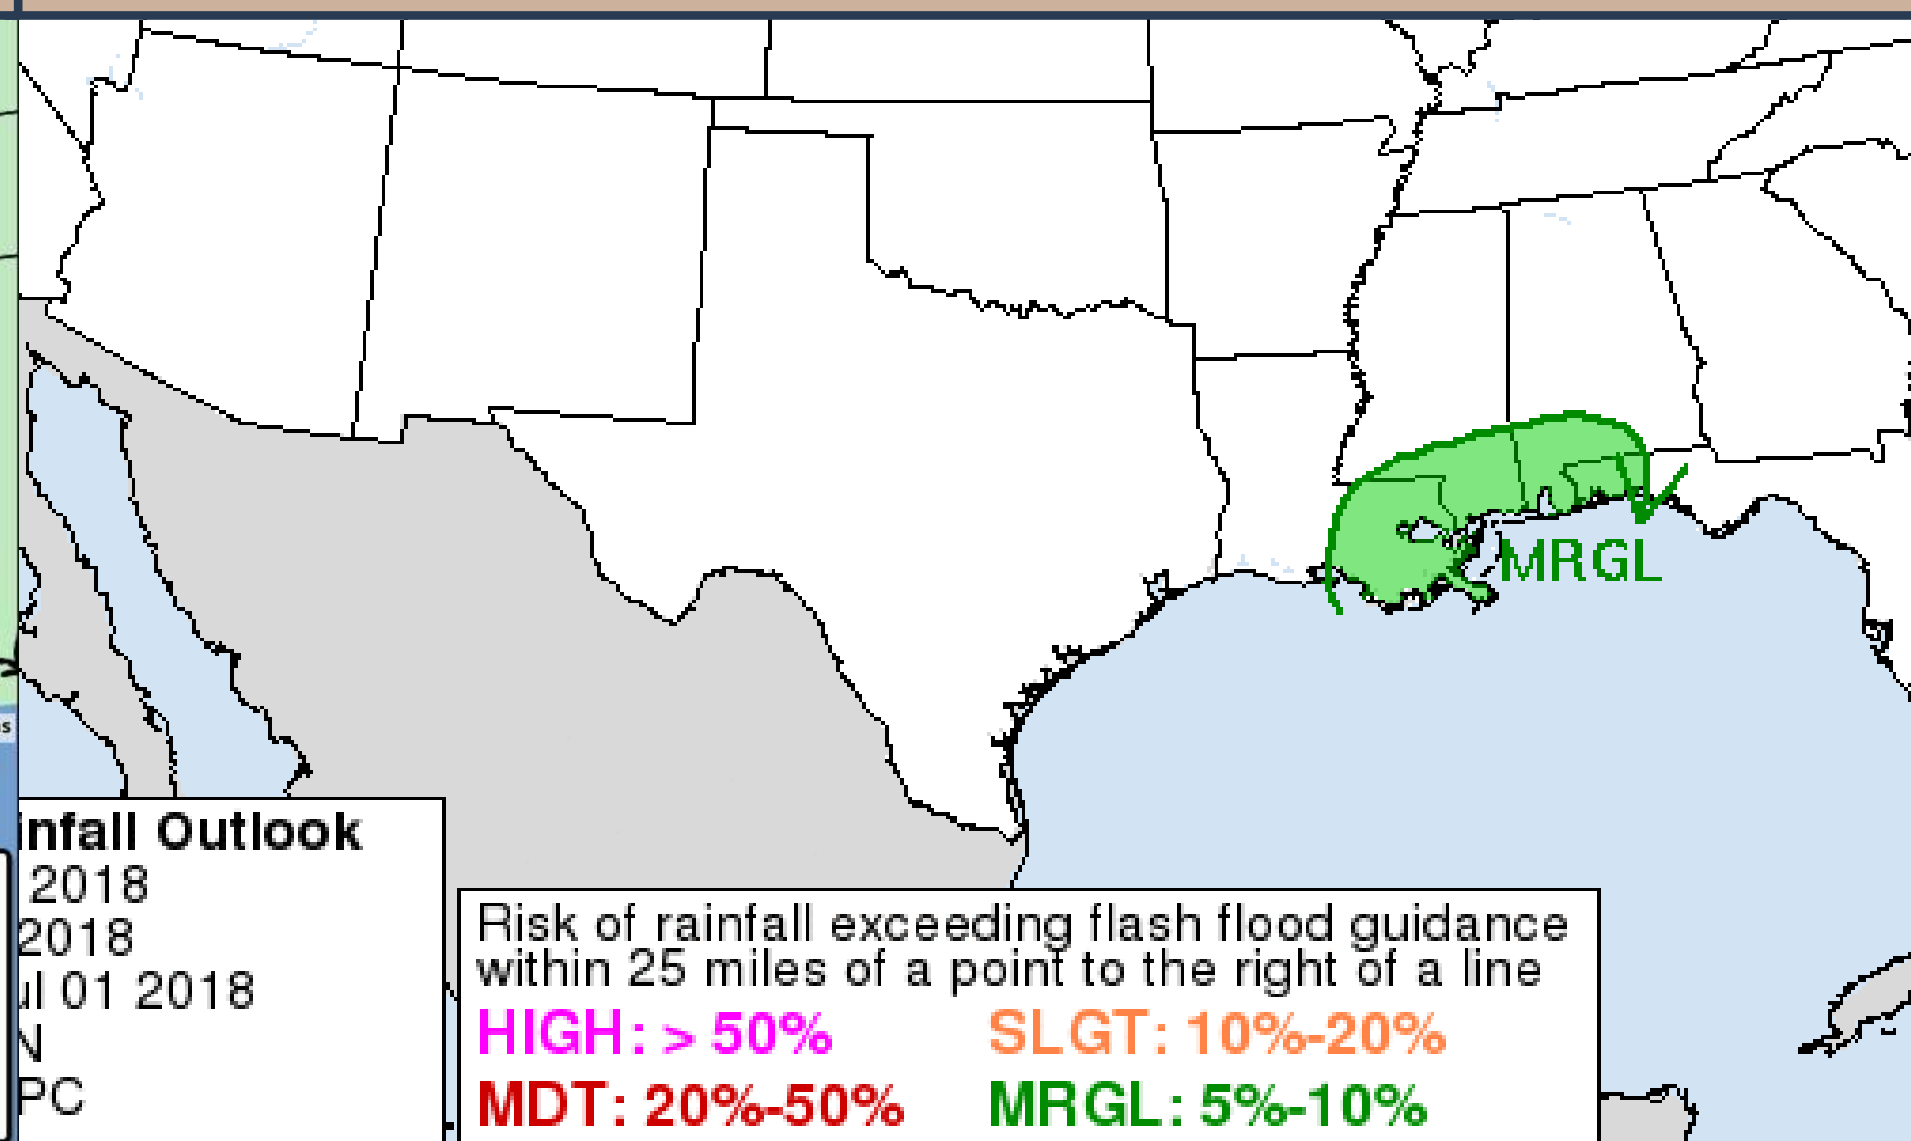 MRGL
infall Outlook
2018
2018
ul 01 2018
N
PC
s
Risk of rainfall exceeding flash flood guidance
within 25 miles of a point to the right of a line
HIGH: > 50% SLGT: 10%-20%
MDT: 20%-50% MRGL: 5%-10%